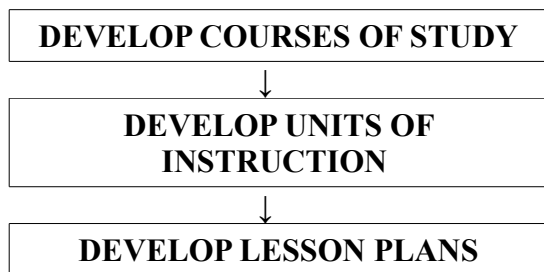 DEVELOP COURSES OF STUDY
↓
DEVELOP UNITS OF
INSTRUCTION
↓
DEVELOP LESSON PLANS